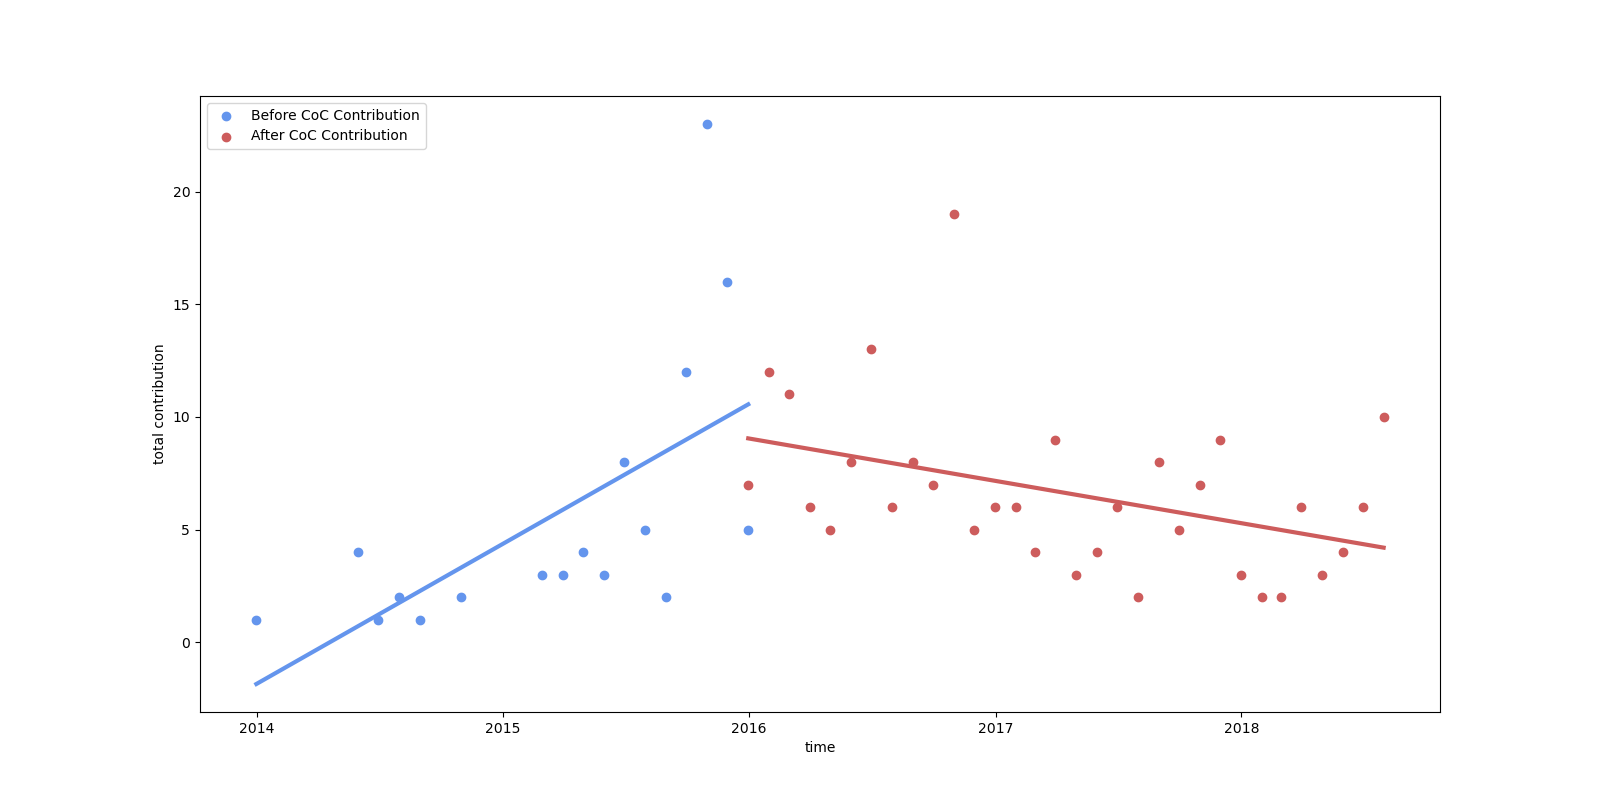 Before CoC Contribution
After CoC Contribution
20
15
10
5
0
total contribution
2014 2015 2016 2017 2018
time